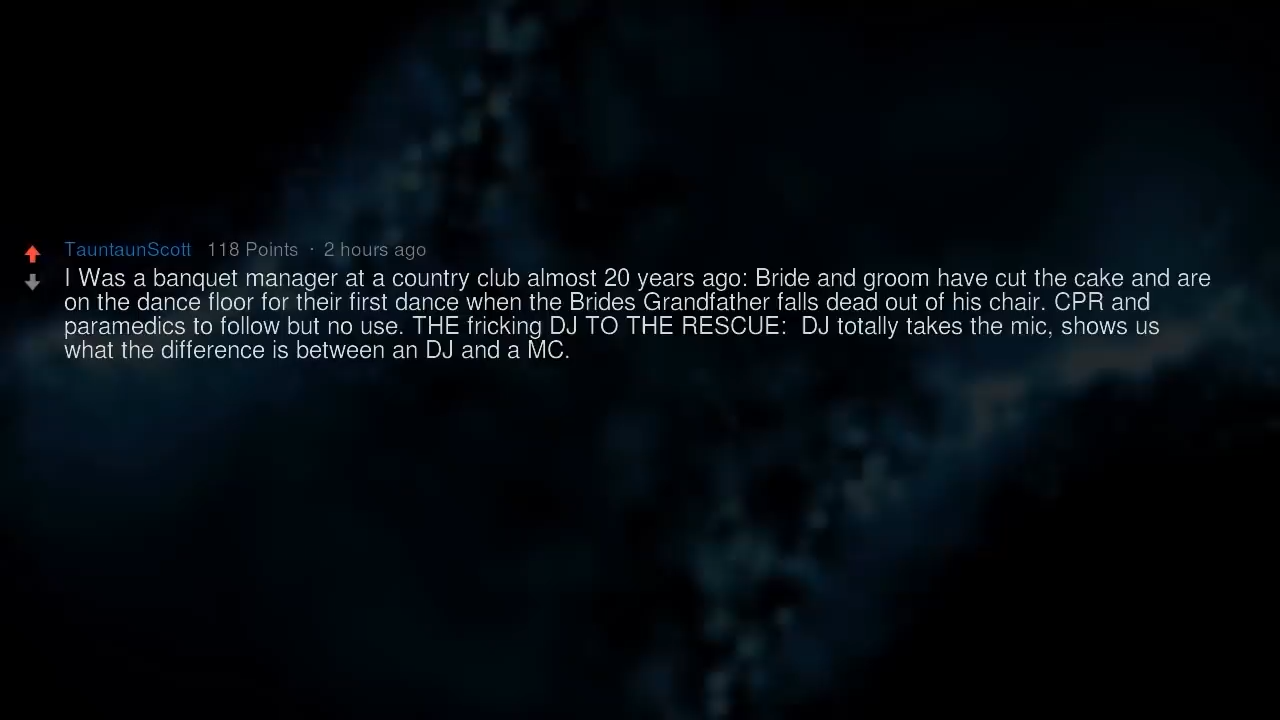 TauntaunScott 118 Points · 2 hours ago
I Was a banquet manager at a country club almost 20 years ago: Bride and groom have cut the cake and are
on the dance floor for their first dance when the Brides Grandfather falls dead out of his chair. CPR and
paramedics to follow but no use. THE fricking DJ TO THE RESCUE:  DJ totally takes the mic, shows us
what the difference is between an DJ and a MC.